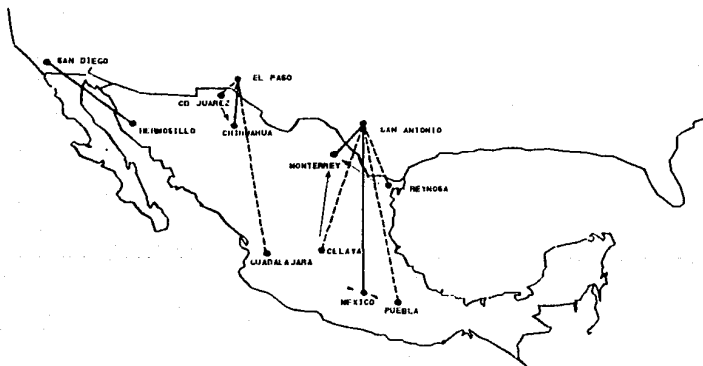 SAN DIEGO
EL PASO
CD JUAREZ
HERMOSILLO
CHIHUAHUA
SAN ANTONIO
MONTERREY
REYNOSA
GUADALAJARA
CELAYA
MEXICO
PUEBLA